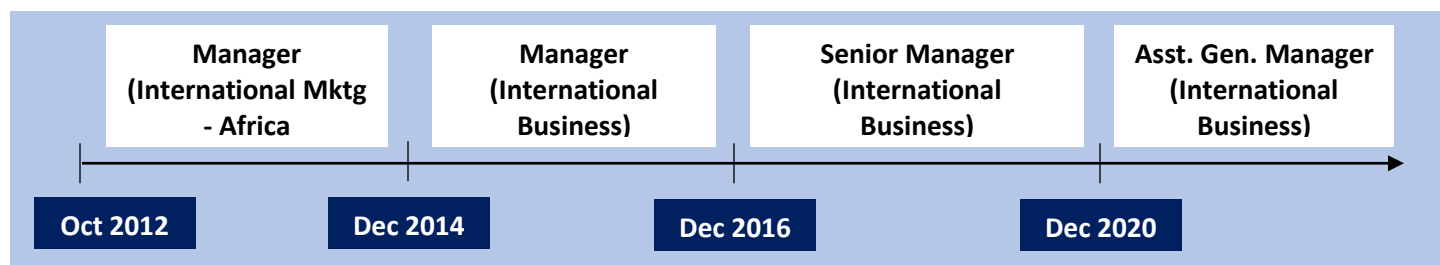 Manager
(International Mktg
- Africa
Manager
(International
Business)
Senior Manager
(International
Business)
Asst. Gen. Manager
(International
Business)
Oct 2012
Dec 2014
Dec 2016
Dec 2020